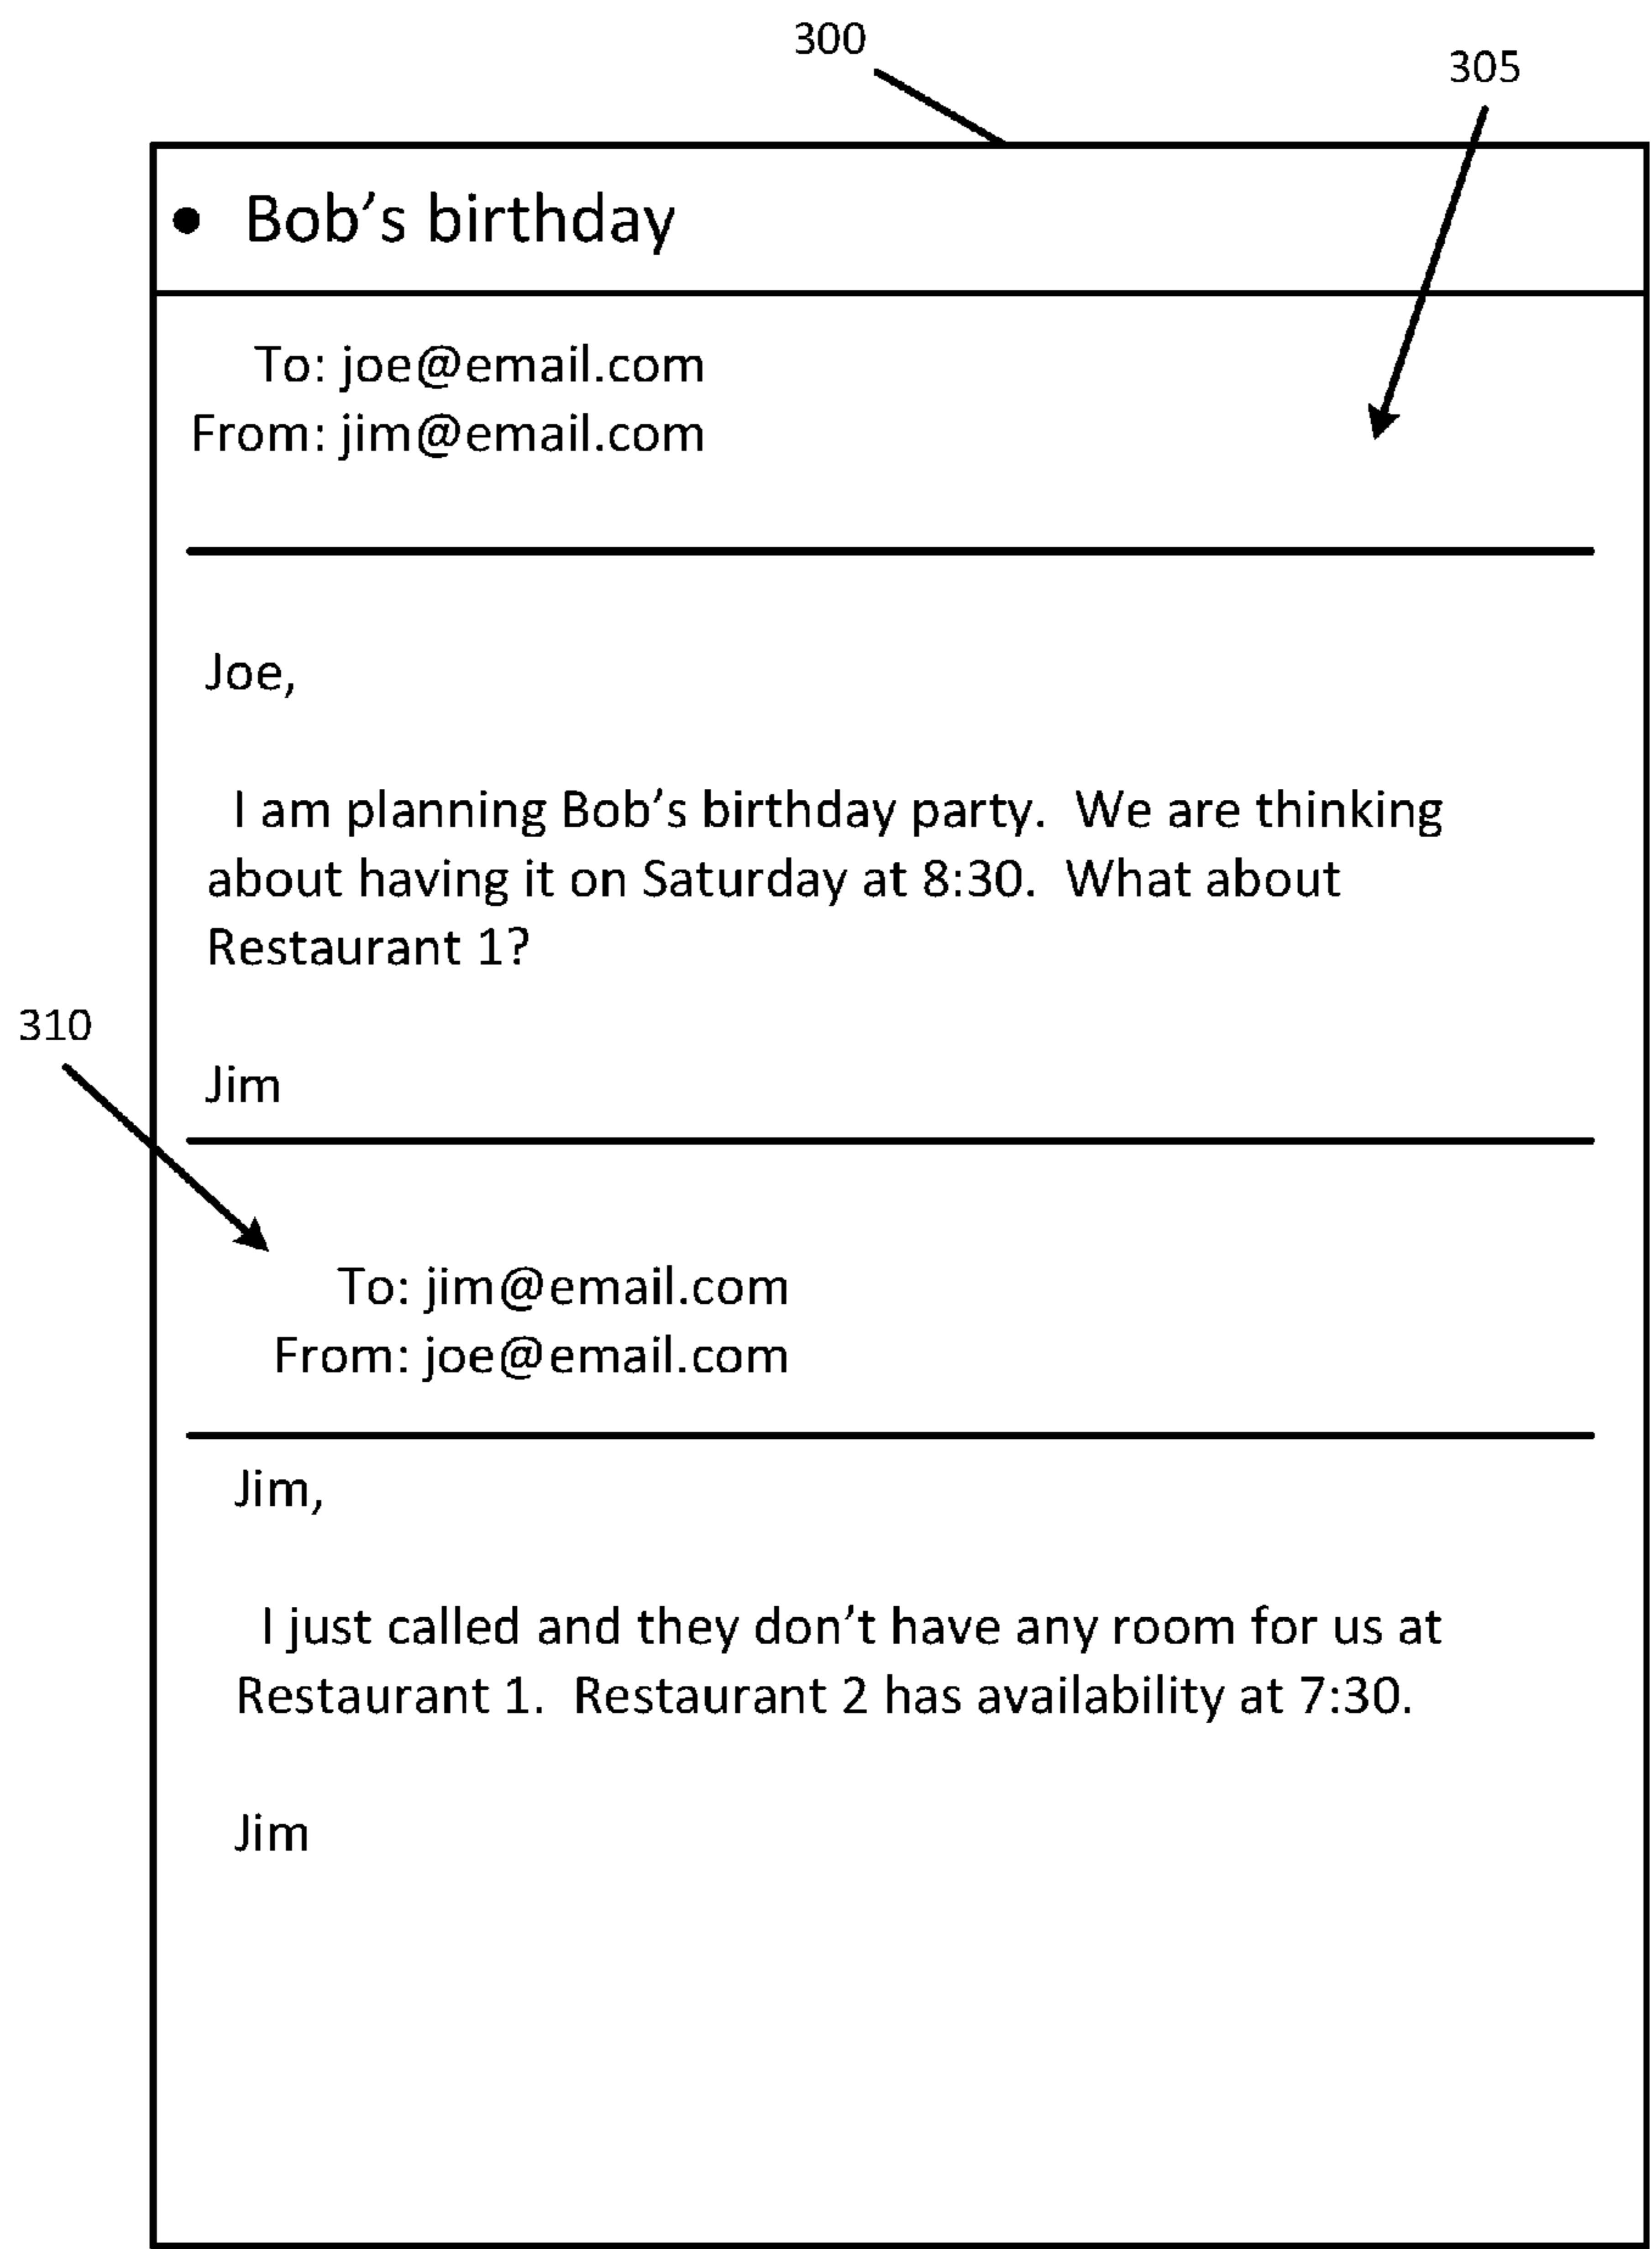 300
305
• Bob’s birthday
To: joe@email.com
From: jim@email.com
Joe,
I am planning Bob’s birthday party.  We are thinking
about having it on Saturday at 8:30.  What about
Restaurant 1?
310
Jim
To: jim@email.com
From: joe@email.com
Jim,
I just called and they don’t have any room for us at
Restaurant 1.  Restaurant 2 has availability at 7:30.
Jim